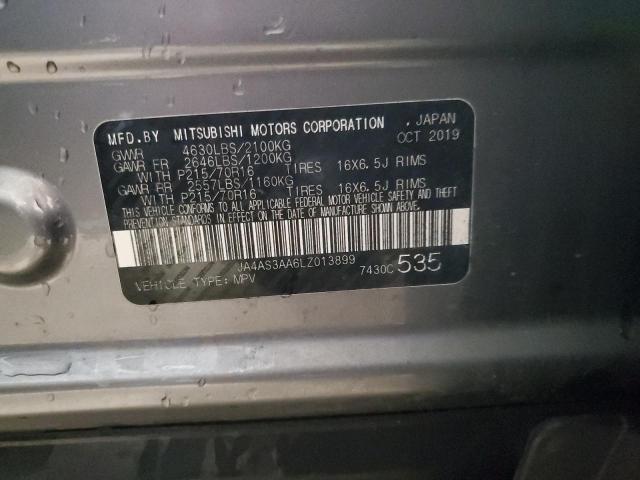 MFD.BY MITSUBISHI MOTORS CORPORATION . JAPAN
GVWR 4630LBS/2100KG OCT 2019
GAWR FR 2646LBS/1200KG
WITH P215/70R16 TIRES 16X6.5J RIMS
GAWR RR 2557LBS/1160KG
WITH P215/70R16 TIRES 16X6.5J RIMS
THIS VEHICLE CONFORMS TO ALL APPLICABLE FEDERAL MOTOR VEHICLE SAFETY AND THEFT
PREVENTION STANDARDS IN EFFECT ON THE DATE OF MANUFACTURE SHOWN ABOVE.
JA4AS3AA6LZ013899
VEHICLE TYPE: MPV 7430C 535